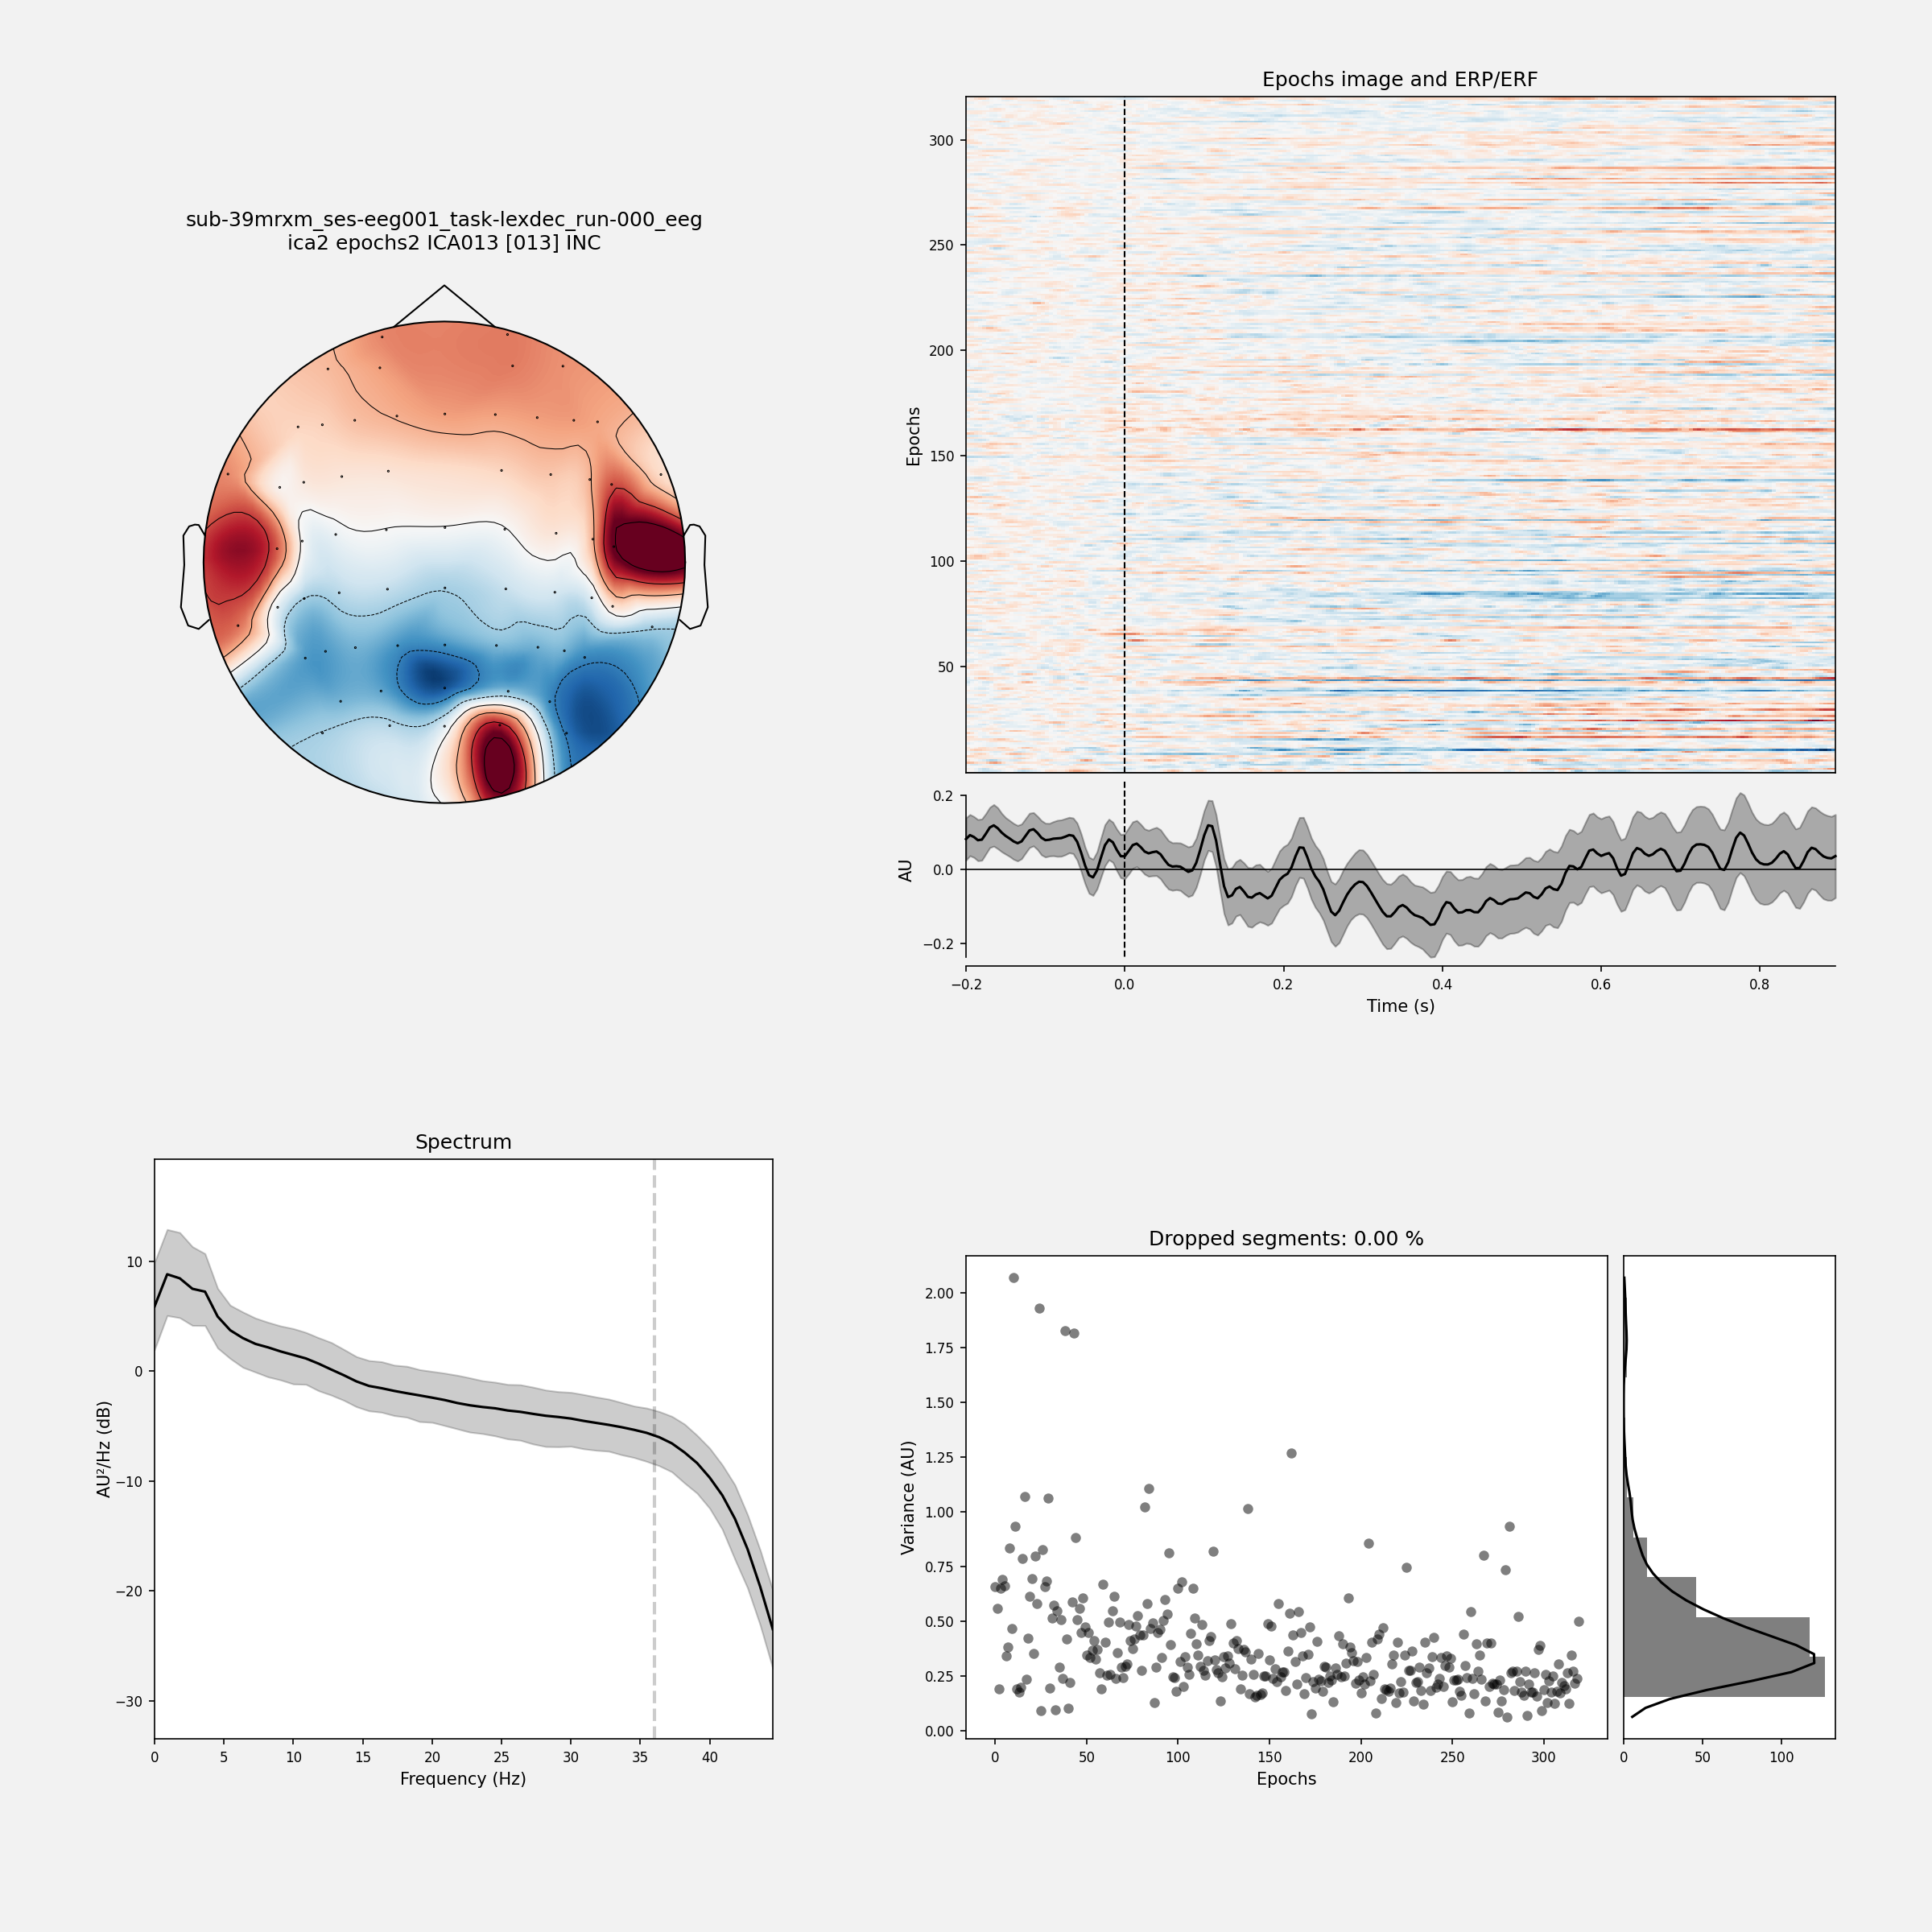 sub-39mrxm_ses-eeg001_task-lexdec_run-000_eeg
ica2 epochs2 ICA013 [013] INC
Epochs image and ERP/ERF
300
250
200
150
100
50
Epochs
0.2
0.0
−0.2
AU
−0.2 0.0 0.2 0.4 0.6 0.8
Time (s)
Spectrum
10
0
−10
−20
−30
AU²/Hz (dB)
0 5 10 15 20 25 30 35 40
Frequency (Hz)
Dropped segments: 0.00 %
2.00
1.75
1.50
1.25
1.00
0.75
0.50
0.25
0.00
Variance (AU)
0 50 100 150 200 250 300
Epochs
0 50 100